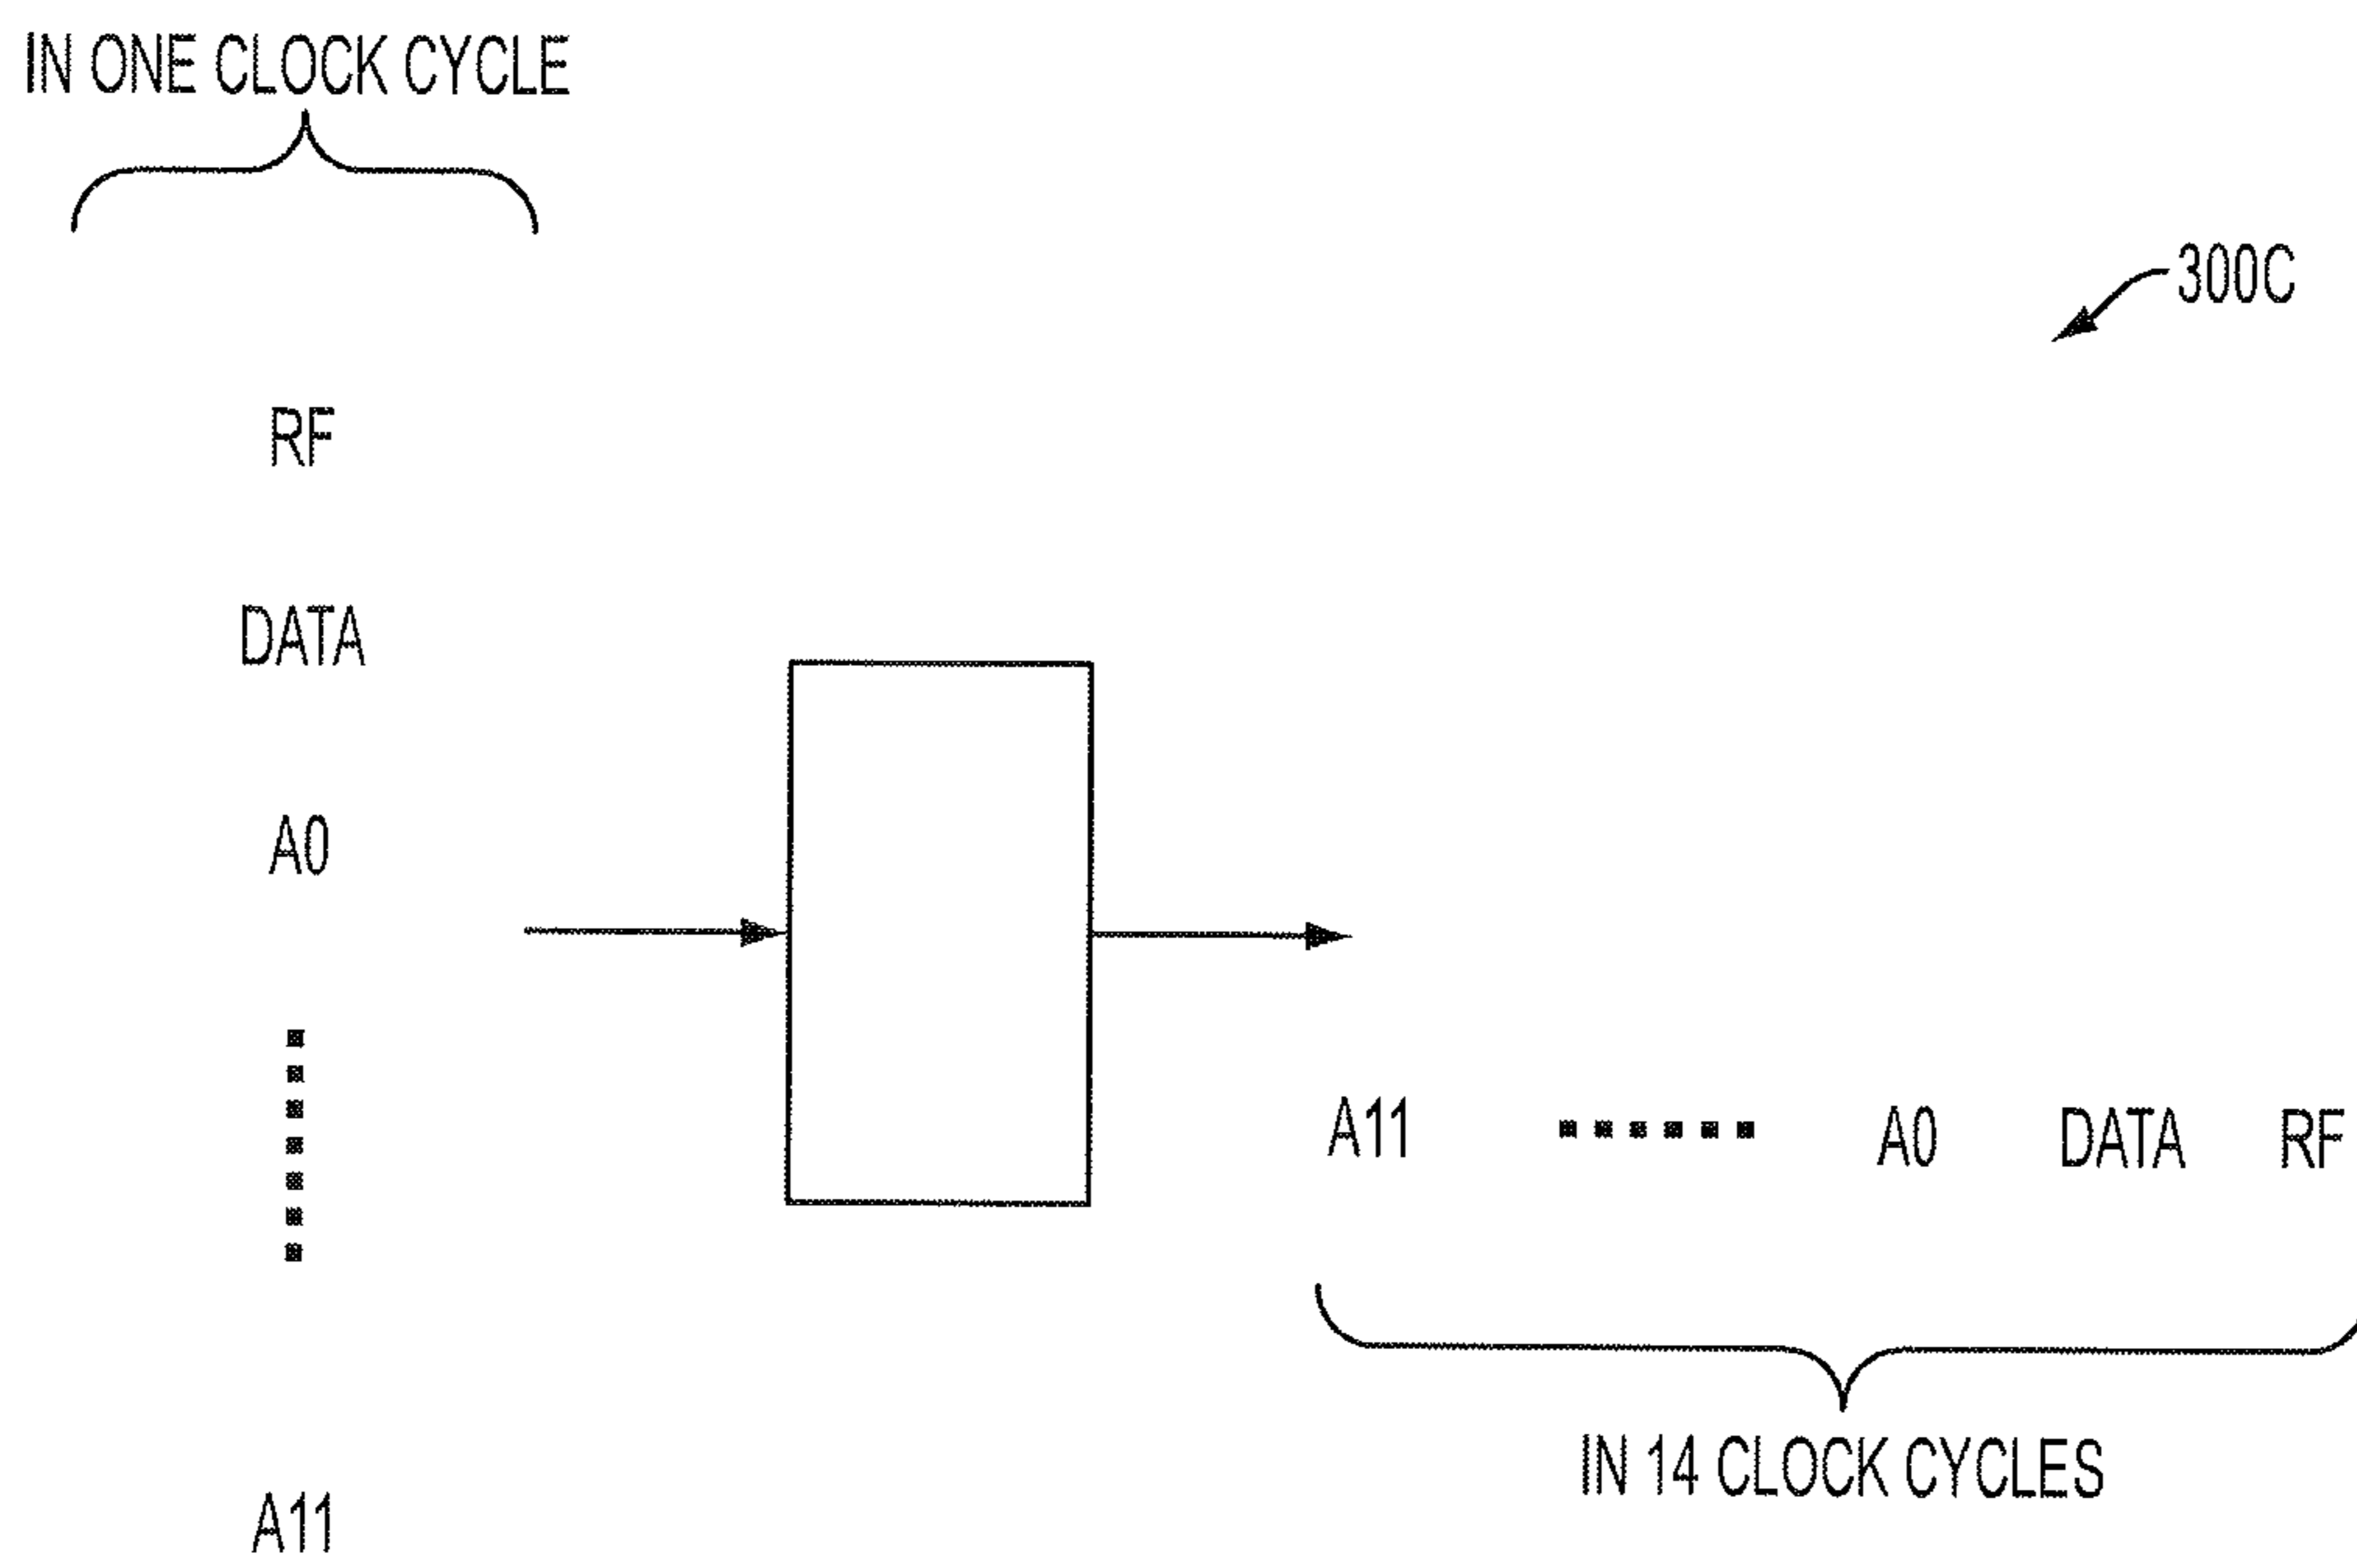 IN ONE CLOCK CYCLE
300C
RF
DATA
A0
A11 A0 DATA RF
IN 14 CLOCK CYCLES
A11